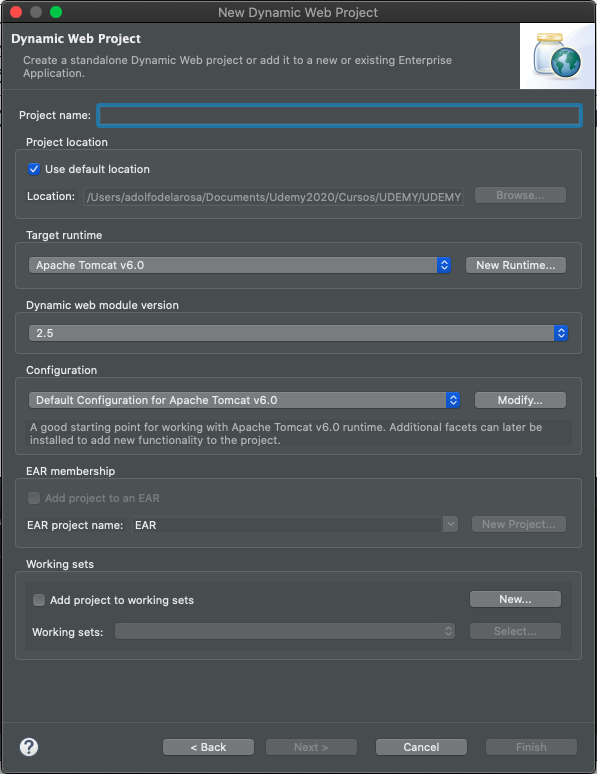 New Dynamic Web Project
Dynamic Web Project
Create a standalone Dynamic Web project or add it to a new or existing Enterprise
Application.
Project name:
Project location
Use default location
Location: /Users/adolfodelarosa/Documents/Udemy2020/Cursos/UDEMY/UDEMY Browse...
Target runtime
Apache Tomcat v6.0 New Runtime...
Dynamic web module version
2.5
Configuration
Default Configuration for Apache Tomcat v6.0 Modify...
A good starting point for working with Apache Tomcat v6.0 runtime. Additional facets can later be
installed to add new functionality to the project.
EAR membership
Add project to an EAR
EAR project name: EAR New Project...
Working sets
Add project to working sets New...
Working sets: Select...
? < Back Next > Cancel Finish